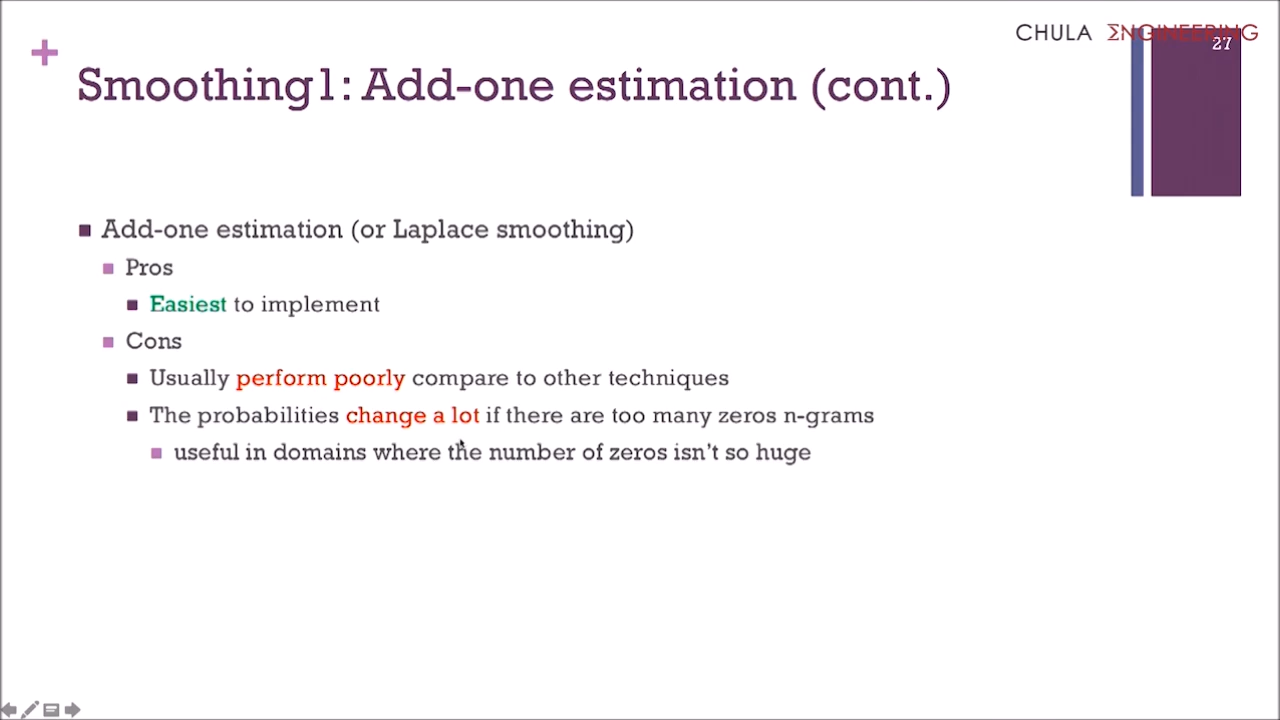 CHULA ΣNGINEERING
27
Smoothing1: Add-one estimation (cont.)
Add-one estimation (or Laplace smoothing)
Pros
Easiest to implement
Cons
Usually perform poorly compare to other techniques
The probabilities change a lot if there are too many zeros n-grams
useful in domains where the number of zeros isn't so huge